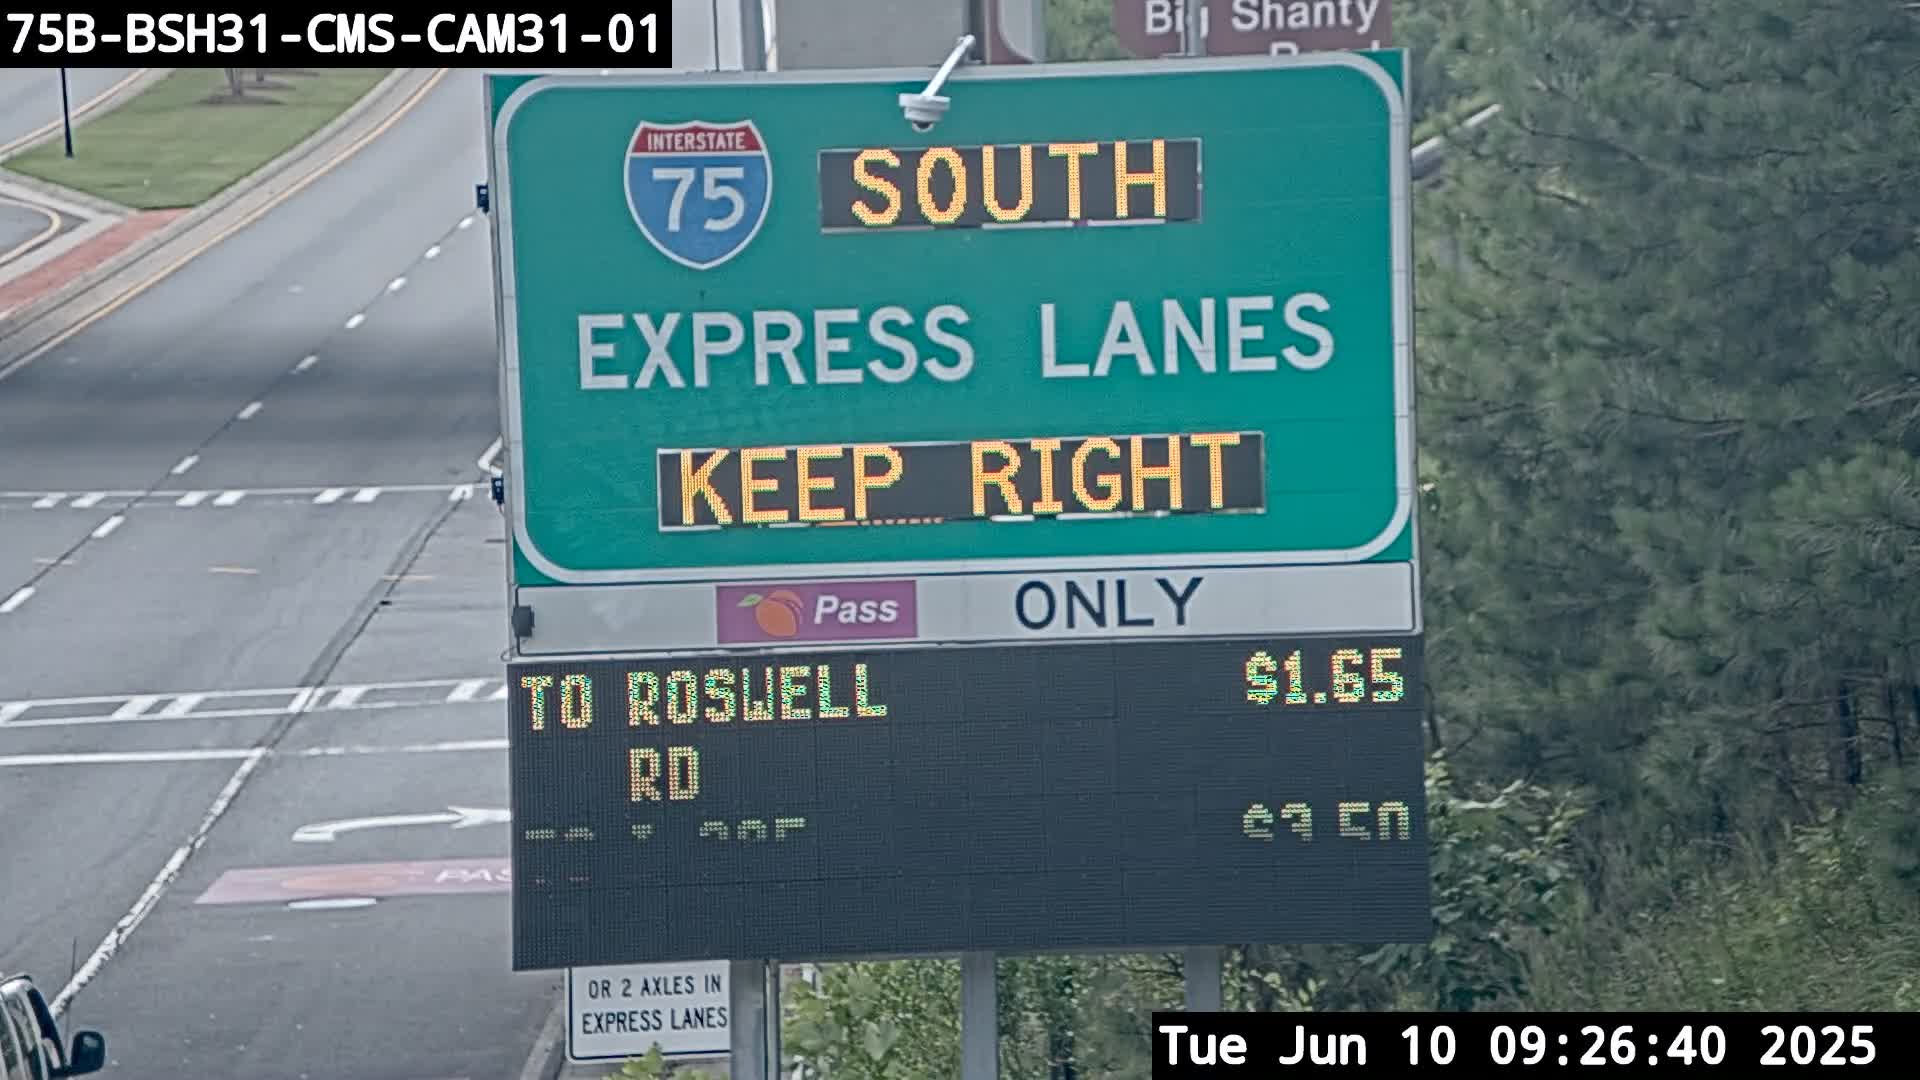 75B-BSH31-CMS-CAM31-01
Big Shanty
Road
INTERSTATE
75
SOUTH
EXPRESS LANES
KEEP RIGHT
Pass ONLY
TO ROSWELL $1.65
RD
OR 2 AXLES IN
EXPRESS LANES
Tue Jun 10 09:26:40 2025